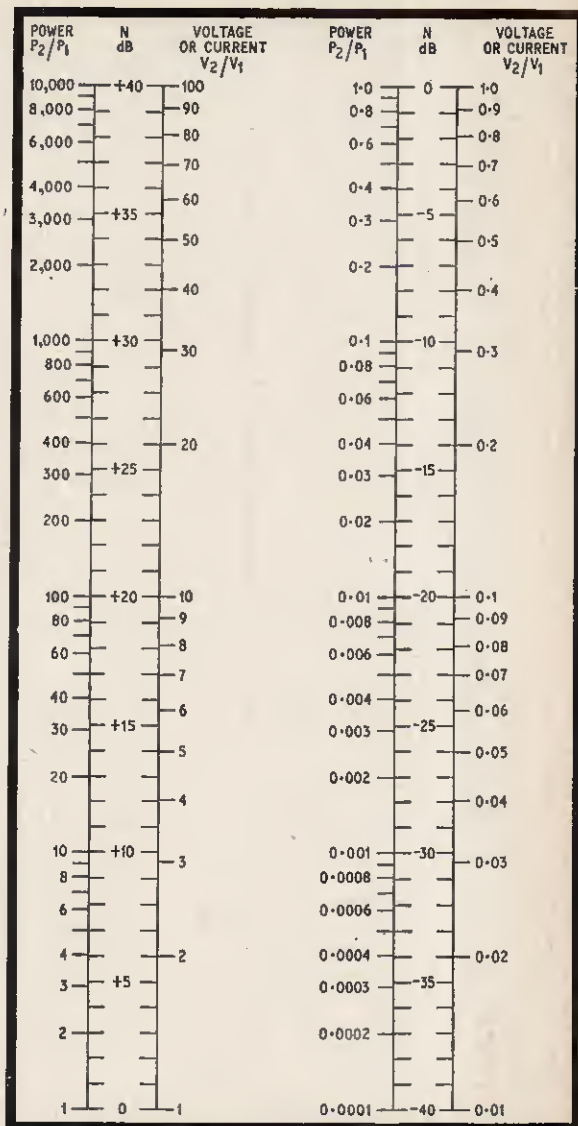 POWER N VOLTAGE POWER N VOLTAGE
P2/P1 dB OR CURRENT P2/P1 dB OR CURRENT
V2/V1 V2/V1
10,000 +40 100 1·0 0 1·0
8,000 90 0·8 0·9
6,000 80 0·6 0·8
70 0·7
4,000 60 0·4 0·6
3,000 +35 0·3 -5
50 0·5
2,000 40 0·2 0·4
1,000 +30 30 0·1 -10 0·3
800 0·08
600 0·06
400 20 0·04 0·2
300 +25 0·03 -15
200 0·02
100 +20 10 0·01 -20 0·1
80 9 0·008 0·09
60 8 0·006 0·08
7 0·07
40 6 0·004 0·06
30 +15 0·003 -25
5 0·05
20 4 0·002 0·04
10 +10 3 0·001 -30 0·03
8 0·0008
6 0·0006
4 2 0·0004 0·02
3 +5 0·0003 -35
2 0·0002
1 0 1 0·0001 -40 0·01